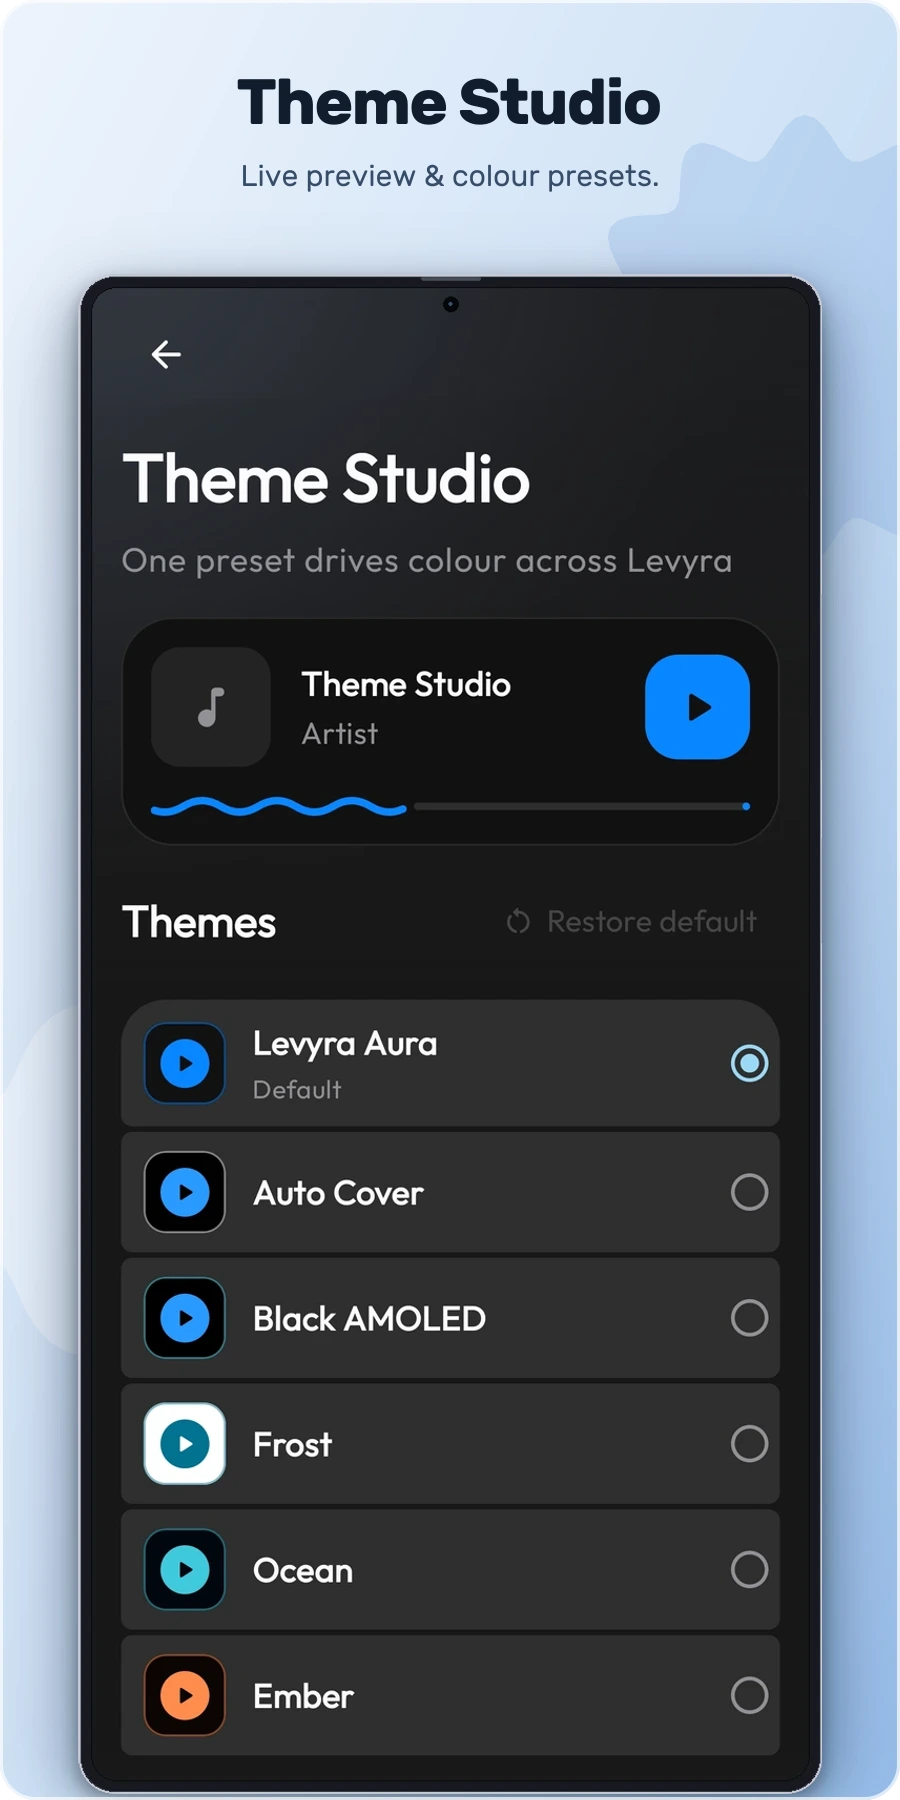 Theme Studio
Live preview & colour presets.
Theme Studio
One preset drives colour across Levyra
Theme Studio
Artist
Themes
Restore default
Levyra Aura
Default
Auto Cover
Black AMOLED
Frost
Ocean
Ember